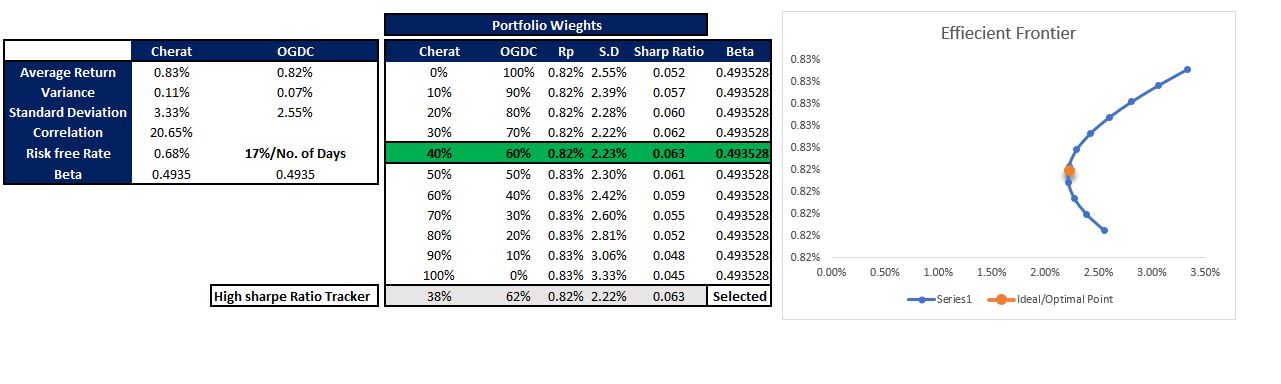 Portfolio Wieghts
Cherat OGDC
Average Return 0.83% 0.82%
Variance 0.11% 0.07%
Standard Deviation 3.33% 2.55%
Correlation 20.65%
Risk free Rate 0.68% 17%/No. of Days
Beta 0.4935 0.4935
Cherat OGDC Rp S.D Sharp Ratio Beta
0% 100% 0.82% 2.55% 0.052 0.493528
10% 90% 0.82% 2.39% 0.057 0.493528
20% 80% 0.82% 2.28% 0.060 0.493528
30% 70% 0.82% 2.22% 0.062 0.493528
40% 60% 0.82% 2.23% 0.063 0.493528
50% 50% 0.83% 2.30% 0.061 0.493528
60% 40% 0.83% 2.42% 0.059 0.493528
70% 30% 0.83% 2.60% 0.055 0.493528
80% 20% 0.83% 2.81% 0.052 0.493528
90% 10% 0.83% 3.06% 0.048 0.493528
100% 0% 0.83% 3.33% 0.045 0.493528
High sharpe Ratio Tracker 38% 62% 0.82% 2.22% 0.063 Selected
Effiecient Frontier
0.83%
0.83%
0.83%
0.83%
0.83%
0.82%
0.82%
0.82%
0.82%
0.00% 0.50% 1.00% 1.50% 2.00% 2.50% 3.00% 3.50%
Series1 Ideal/Optimal Point